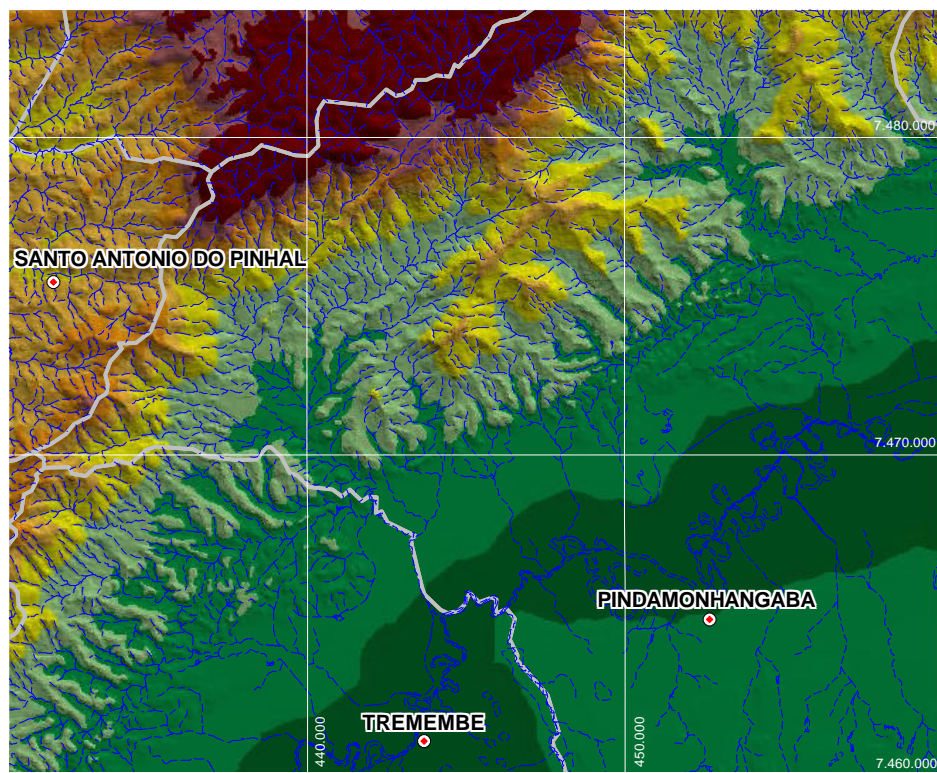 7.480.000
SANTO ANTONIO DO PINHAL
7.470.000
PINDAMONHANGABA
TREMEMBE
440.000
450.000
7.460.000